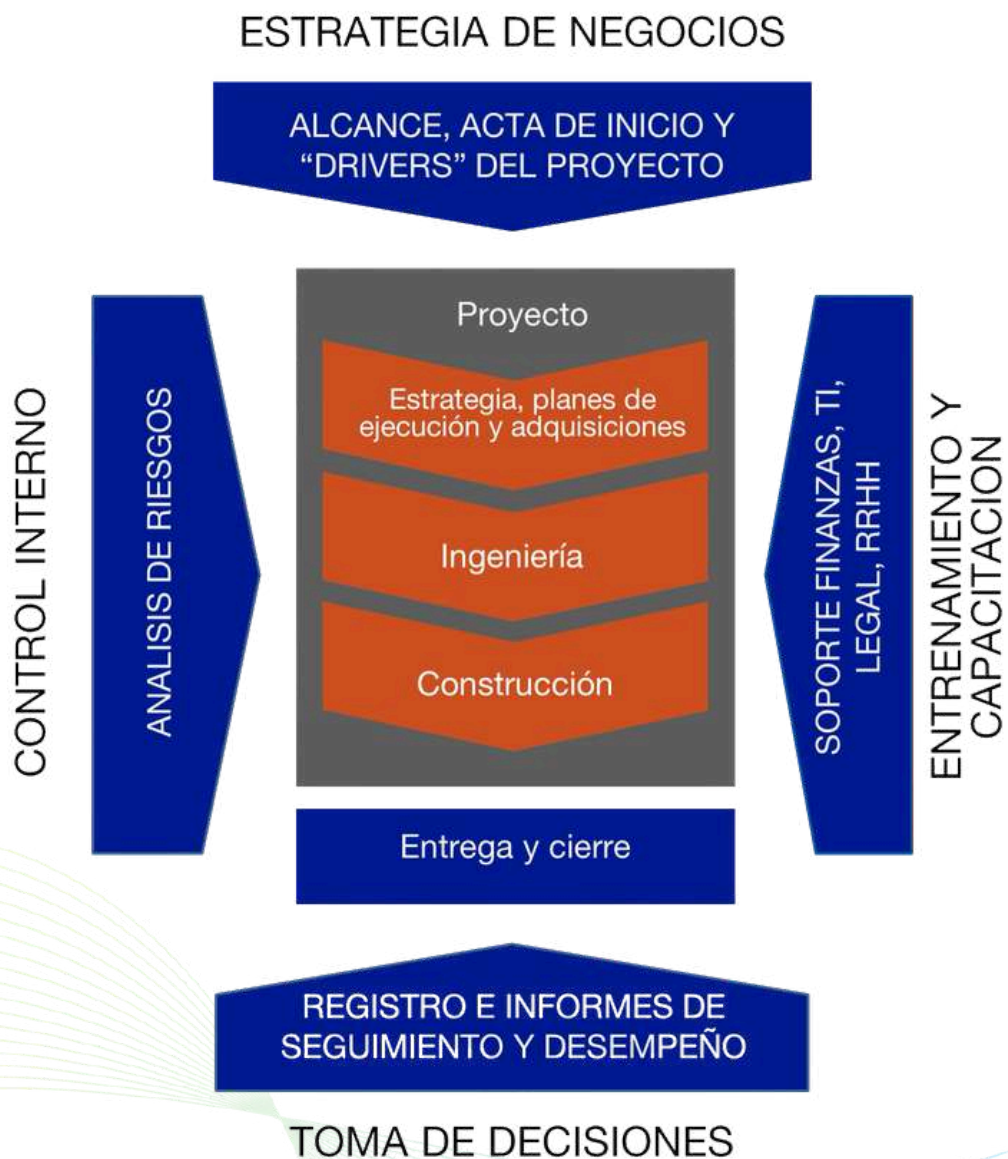 ESTRATEGIA DE NEGOCIOS
ALCANCE, ACTA DE INICIO Y
“DRIVERS” DEL PROYECTO
CONTROL INTERNO
ANALISIS DE RIESGOS
Proyecto
Estrategia, planes de
ejecución y adquisiciones
Ingeniería
Construcción
Entrega y cierre
SOPORTE FINANZAS, TI,
LEGAL, RRHH
ENTRENAMIENTO Y
CAPACITACION
REGISTRO E INFORMES DE
SEGUIMIENTO Y DESEMPEÑO
TOMA DE DECISIONES